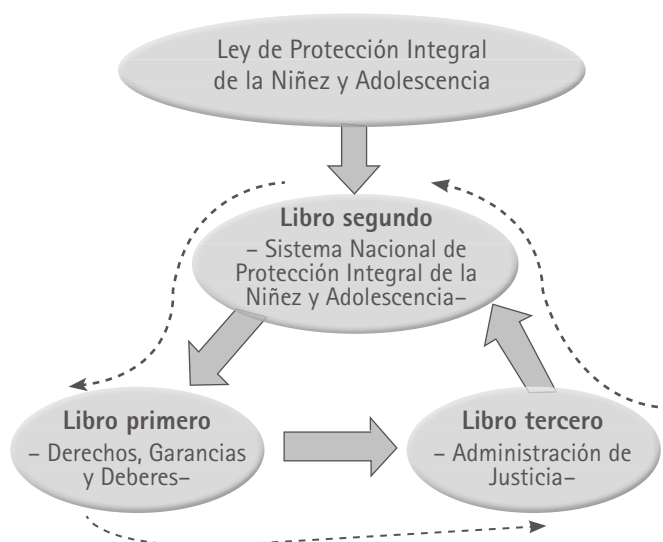 Ley de Protección Integral
de la Niñez y Adolescencia
Libro segundo
– Sistema Nacional de
Protección Integral de la
Niñez y Adolescencia–
Libro primero
– Derechos, Garancias
y Deberes–
Libro tercero
– Administración de
Justicia–